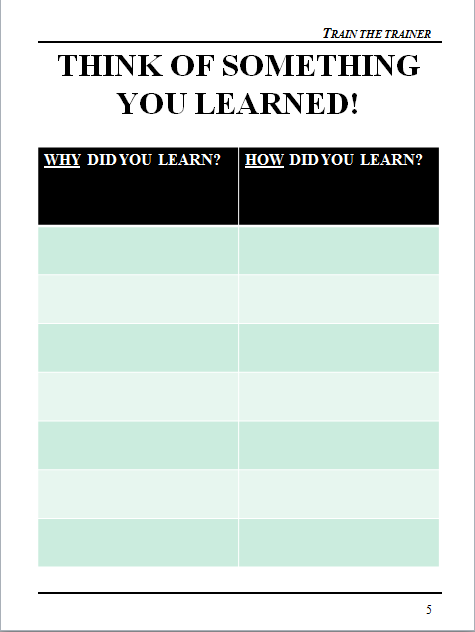 TRAIN THE TRAINER
THINK OF SOMETHING
YOU LEARNED!
WHY DID YOU LEARN? HOW DID YOU LEARN?
5